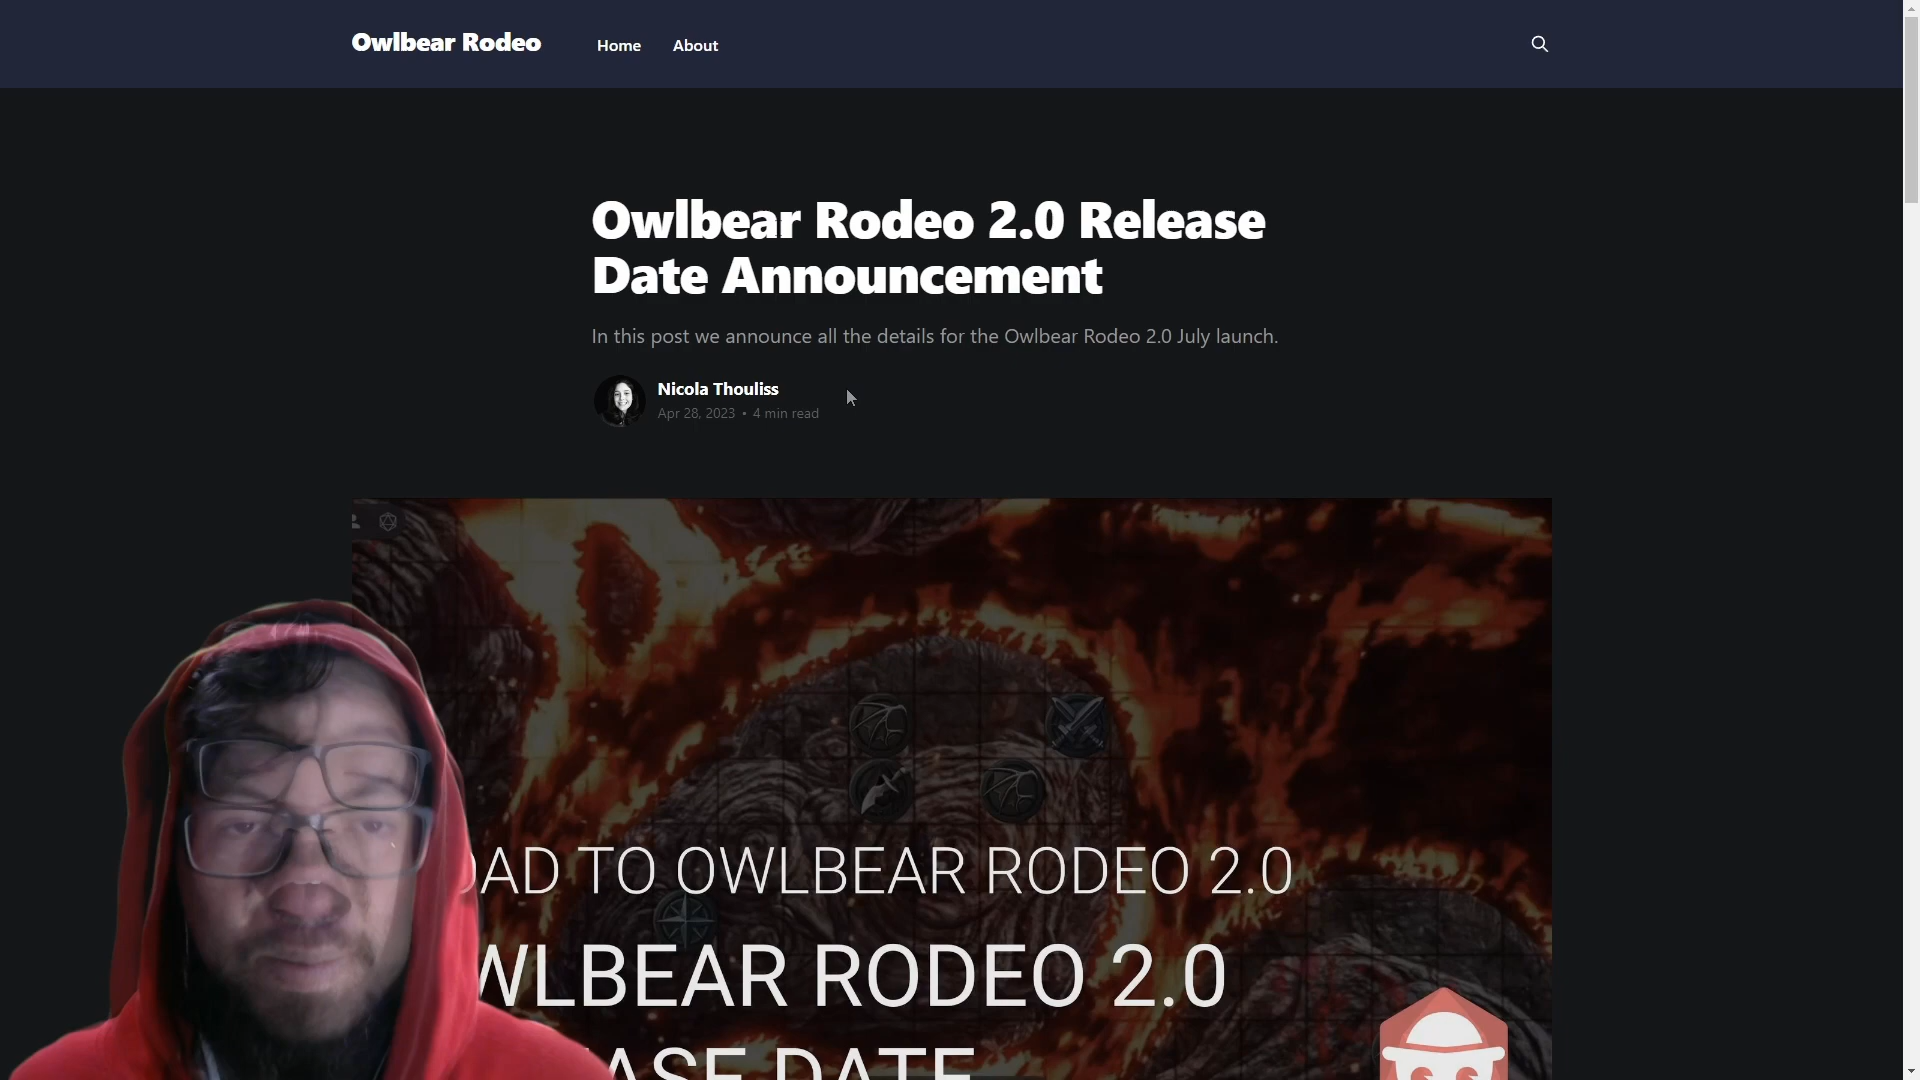 Owlbear Rodeo
Home
About
Owlbear Rodeo 2.0 Release
Date Announcement
In this post we announce all the details for the Owlbear Rodeo 2.0 July launch.
Nicola Thouliss
Apr 28, 2023 • 4 min read
OAD TO OWLBEAR RODEO 2.0
WLBEAR RODEO 2.0
ASE DATE